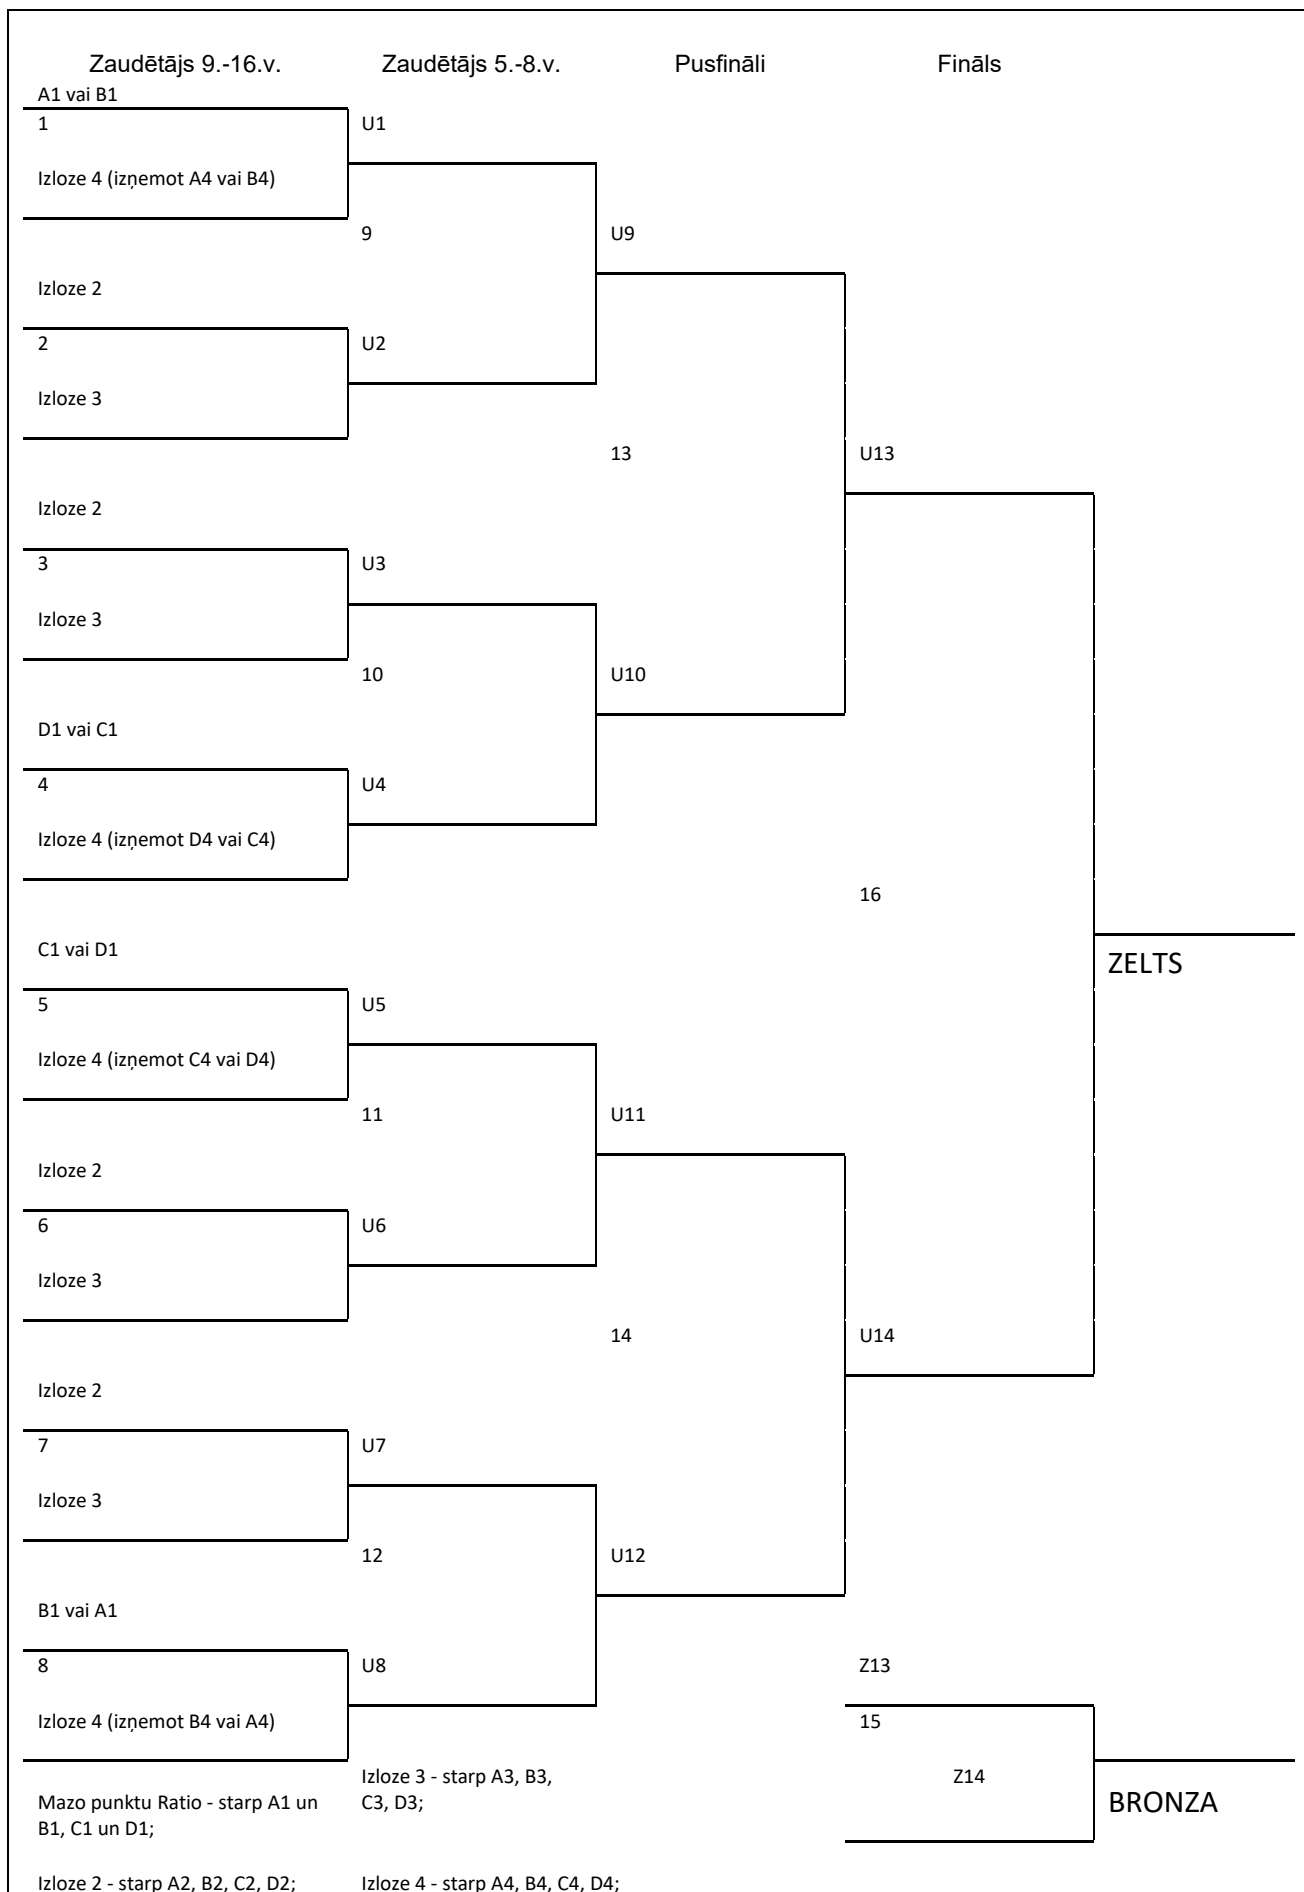 Zaudētājs 9.-16.v. Zaudētājs 5.-8.v. Pusfināli Fināls
A1 vai B1
1 U1
Izloze 4 (izņemot A4 vai B4)
9 U9
Izloze 2
2 U2
Izloze 3
13 U13
Izloze 2
3 U3
Izloze 3
10 U10
D1 vai C1
4 U4
Izloze 4 (izņemot D4 vai C4)
16
C1 vai D1
ZELTS
5 U5
Izloze 4 (izņemot C4 vai D4)
11 U11
Izloze 2
6 U6
Izloze 3
14 U14
Izloze 2
7 U7
Izloze 3
12 U12
B1 vai A1
8 U8 Z13
Izloze 4 (izņemot B4 vai A4) 15
Izloze 3 - starp A3, B3, Z14
C3, D3;
Mazo punktu Ratio - starp A1 un BRONZA
B1, C1 un D1;
Izloze 2 - starp A2, B2, C2, D2; Izloze 4 - starp A4, B4, C4, D4;